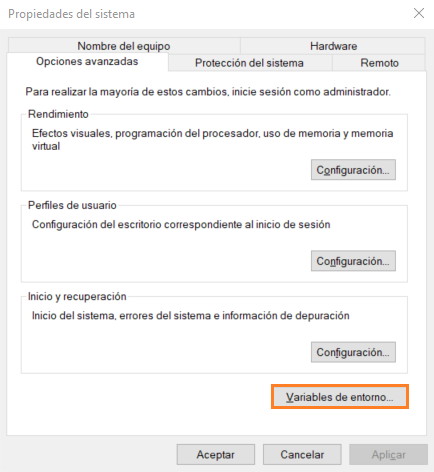 Propiedades del sistema
Nombre del equipo
Hardware
Opciones avanzadas
Protección del sistema
Remoto
Para realizar la mayoría de estos cambios, inicie sesión como administrador.
Rendimiento
Efectos visuales, programación del procesador, uso de memoria y memoria
virtual
Configuración...
Perfiles de usuario
Configuración del escritorio correspondiente al inicio de sesión
Configuración...
Inicio y recuperación
Inicio del sistema, errores del sistema e información de depuración
Configuración...
Variables de entorno...
Aceptar
Cancelar
Aplicar